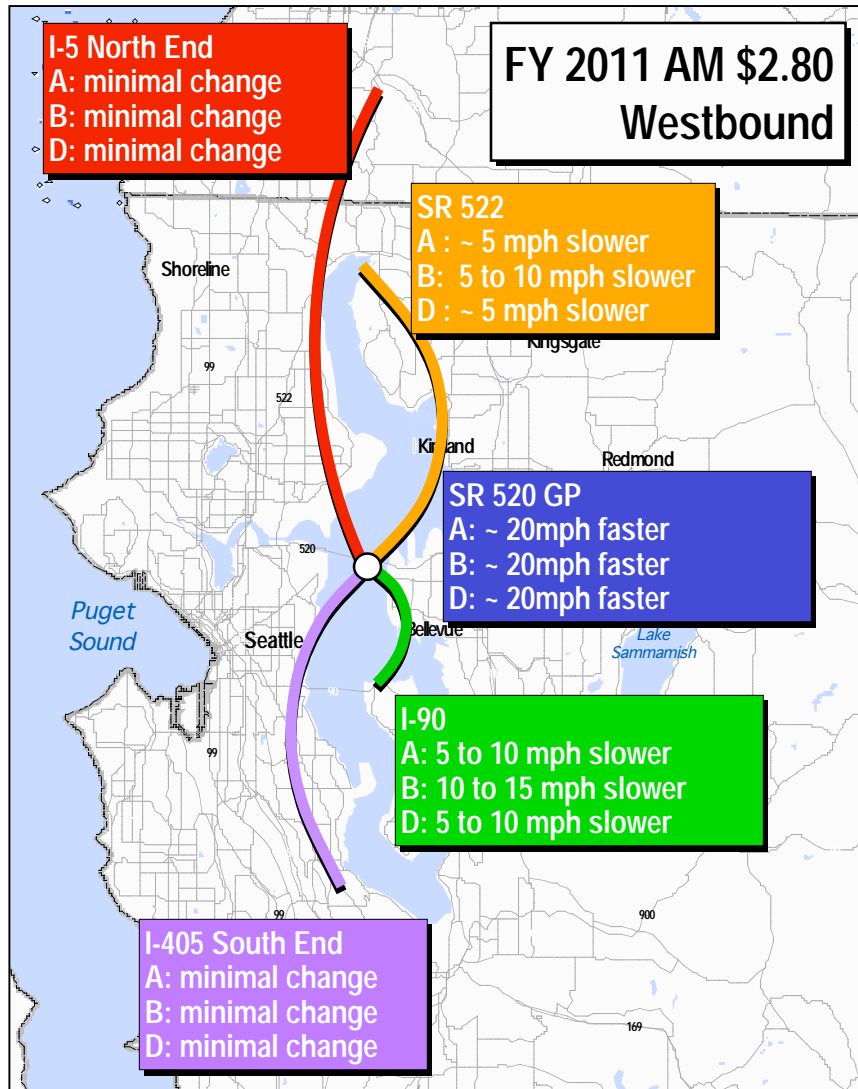 I-5 North End
A: minimal change
B: minimal change
D: minimal change
FY 2011 AM $2.80
Westbound
SR 522
A : ~ 5 mph slower
B: 5 to 10 mph slower
D : ~ 5 mph slower
Shoreline
Kingsgate
99
522
Redmond
SR 520 GP
A: ~ 20mph faster
B: ~ 20mph faster
D: ~ 20mph faster
520
Puget
Sound
Seattle
Bellevue
Lake
Sammamish
90
I-90
A: 5 to 10 mph slower
B: 10 to 15 mph slower
D: 5 to 10 mph slower
99
99
900
I-405 South End
A: minimal change
B: minimal change
D: minimal change
169